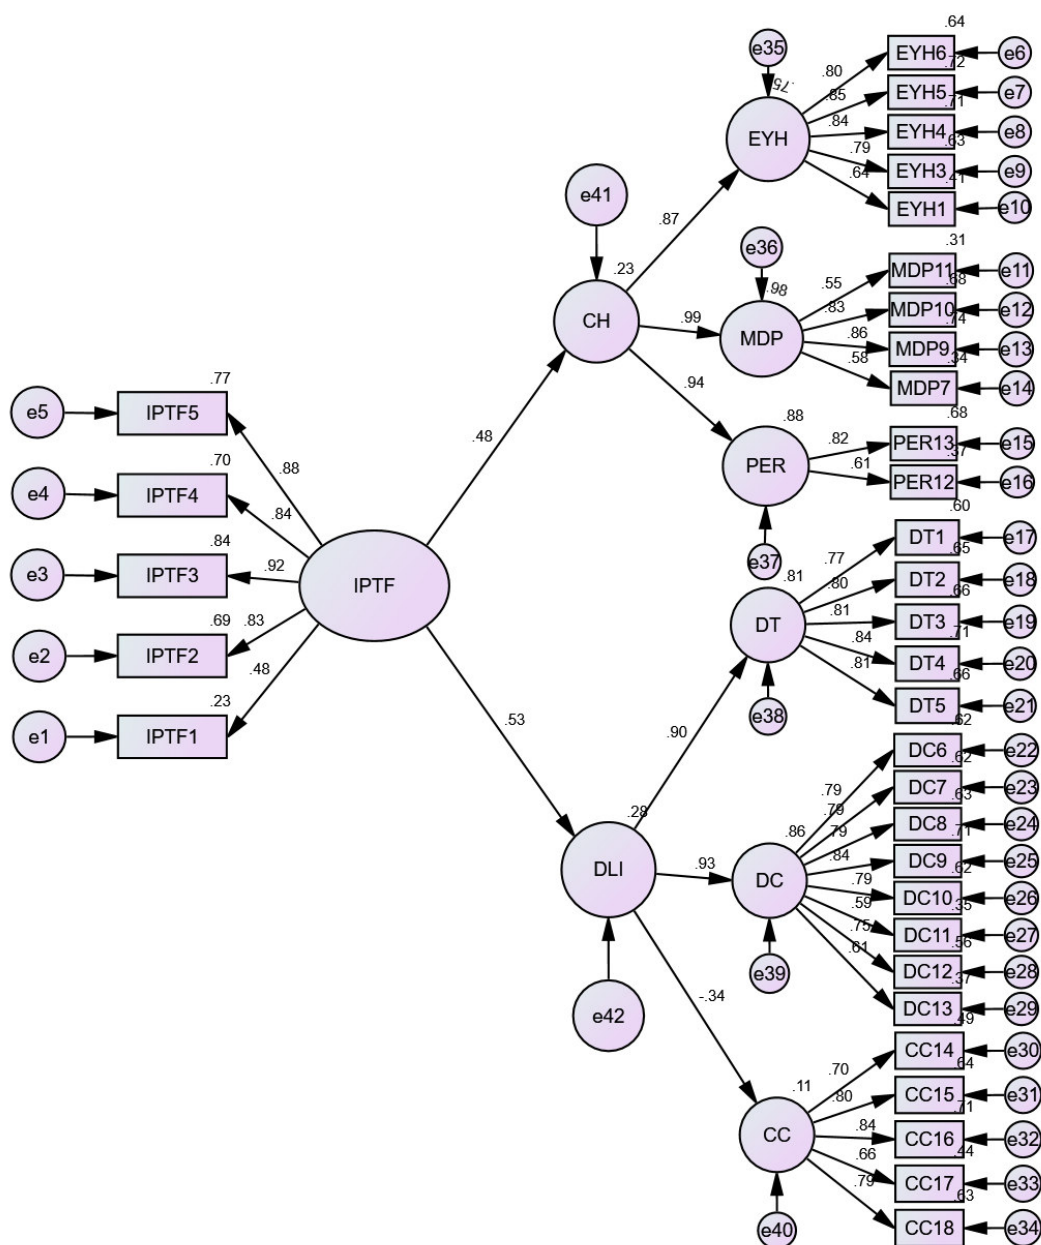 .64
e35
EYH6
e6
.72
.80
.75
.85
EYH5
e7
.71
EYH
.84
EYH4
e8
.63
.79
EYH3
e9
.41
.64
EYH1
e10
e41
.87
.31
e36
.23
MDP11
e11
.68
.98
.55
.83
MDP10
e12
.74
CH
.99
MDP
.86
MDP9
e13
.34
.58
MDP7
e14
.94
.88
.68
.82
PER13
e15
.37
PER
.61
PER12
e16
.77
e5
IPTF5
.48
.88
.70
e4
IPTF4
.84
.60
e37
.77
DT1
e17
.65
.81
.80
DT2
e18
.66
.84
e3
IPTF3
.92
IPTF
.81
DT
DT3
e19
.71
.84
DT4
e20
.66
.81
.69
.83
e2
IPTF2
.48
e38
DT5
e21
.62
.23
e1
IPTF1
.53
.90
DC6
e22
.62
.79
DC7
e23
.63
.79
.28
.86
.79
DC8
e24
.71
.84
DLI
.93
DC
DC9
e25
.62
.79
DC10
e26
.35
.59
DC11
e27
.56
.75
.61
e39
DC12
e28
.37
-.34
DC13
e29
.49
e42
CC14
e30
.64
.70
.11
.80
CC15
e31
.71
CC
.84
CC16
e32
.44
.66
.79
CC17
e33
.63
e40
CC18
e34